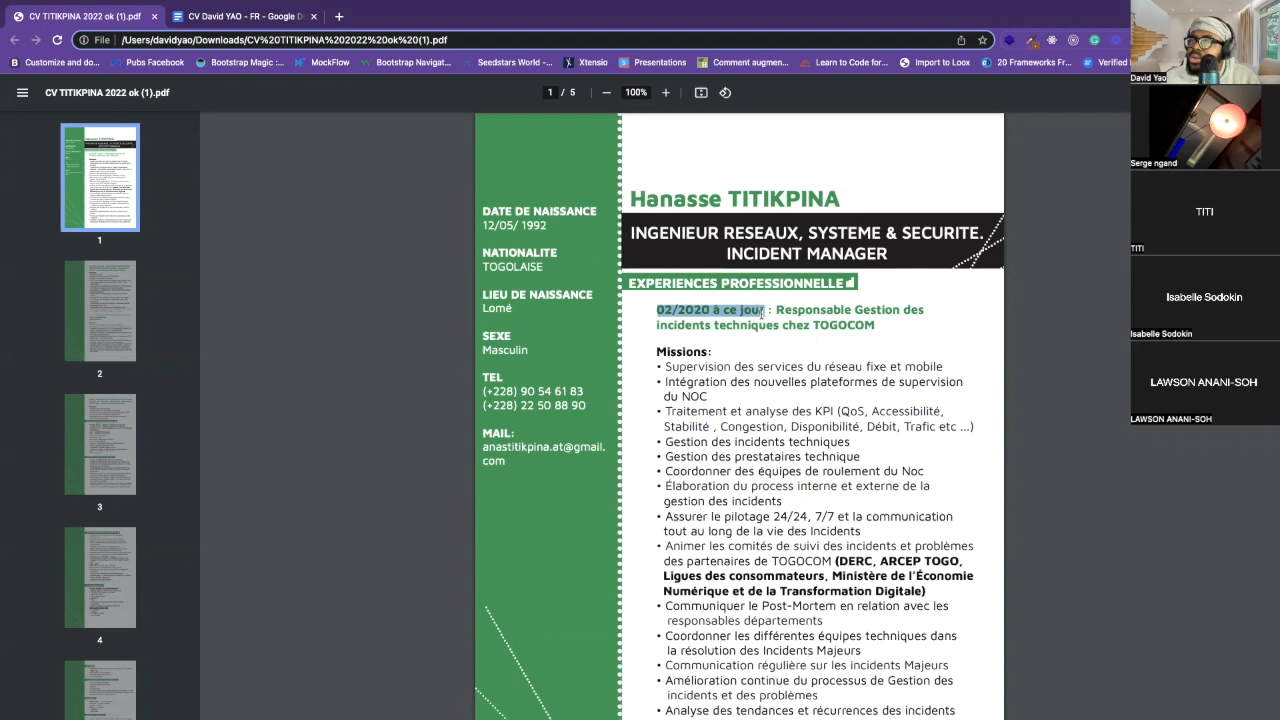 CV TITIKPINA 2022 ok (1).pdf
CV David YAO - FR - Google D
File
/Users/davidyao/Downloads/CV%20TITIKPINA%202022%20ok(1).pdf
Customize and do...
Pubs Facebook
Bootstrap Magic :...
MockFlow
Bootstrap Navigat...
Seedstars World -...
Xtensio
Presentations
Comment augmen...
Learn to Code for...
Import to Loox
20 Frameworks Fr...
Verified
CV TITIKPINA 2022 ok (1).pdf
1 / 5
100%
1
2
3
4
DATE DE NAISSANCE
12/05/ 1992
NATIONALITE
TOGOLAISE
LIEU DE NAISSANCE
Lomé
SEXE
Masculin
TEL
(+228) 90 54 61 83
(+228) 22 50 89 90
MAIL:
anastitikpinapt@gmail.
com
Hanasse TITIKPINA
INGENIEUR RESEAUX, SYSTEME & SECURITE.
INCIDENT MANAGER
EXPERIENCES PROFESSIONNELLE
02/2020 à ce jour : Responsable Gestion des
incidents techniques chez TOGOCOM
Missions:
• Supervision des services du réseau fixe et mobile
• Intégration des nouvelles plateformes de supervision
du NOC
• Traitement et analyse des KPI (QoS, Accessibilité,
Stabilité , Congestion, Disponibilité, Débit, Trafic etc ...)
• Gestion des incidents techniques
• Gestion des prestataires technique
• Coordonner des équipes de roulement du Noc
• Élaboration du process interne et externe de la
gestion des incidents
• Assurer le pilotage 24/24, 7/7 et la communication
tout au long de la vie des Incidents
• Animer les comités de suivi des incidents et problèmes
des partenaires de TOGOCOM (DERC, ARCEP TOGO,
Ligues des consommateurs, Ministère de l'Économie
Numérique et de la Transformation Digitale)
• Communiquer le Post-Mortem en relation avec les
responsables départements
• Coordonner les différentes équipes techniques dans
la résolution des Incidents Majeurs
• Communication régulière sur les incidents Majeurs
• Amélioration continue du processus de Gestion des
incidents et des problèmes
• Analyse des tendances et récurrences des incidents
David Yao
Serge ngand
TITI
TITI
Isabelle Sodokin
Isabelle Sodokin
LAWSON ANANI-SOH
LAWSON ANANI-SOH